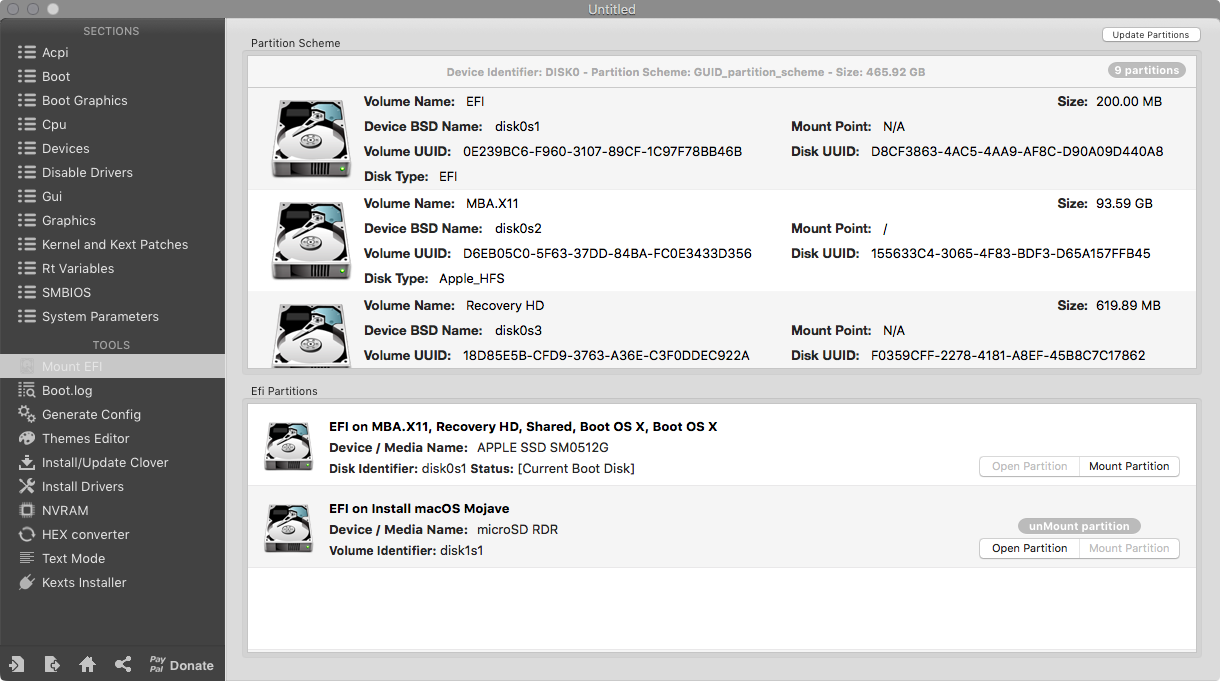 Untitled
SECTIONS
Acpi
Boot
Boot Graphics
Cpu
Devices
Disable Drivers
Gui
Graphics
Kernel and Kext Patches
Rt Variables
SMBIOS
System Parameters
TOOLS
Mount EFI
Boot.log
Generate Config
Themes Editor
Install/Update Clover
Install Drivers
NVRAM
HEX converter
Text Mode
Kexts Installer
Pay
Pal
Donate
Partition Scheme
Update Partitions
Device Identifier: DISK0 - Partition Scheme: GUID_partition_scheme - Size: 465.92 GB
9 partitions
Volume Name: EFI Size: 200.00 MB
Device BSD Name: disk0s1 Mount Point: N/A
Volume UUID: 0E239BC6-F960-3107-89CF-1C97F78BB46B Disk UUID: D8CF3863-4AC5-4AA9-AF8C-D90A09D440A8
Disk Type: EFI
Volume Name: MBA.X11 Size: 93.59 GB
Device BSD Name: disk0s2 Mount Point: /
Volume UUID: D6EB05C0-5F63-37DD-84BA-FC0E3433D356 Disk UUID: 155633C4-3065-4F83-BDF3-D65A157FFB45
Disk Type: Apple_HFS
Volume Name: Recovery HD Size: 619.89 MB
Device BSD Name: disk0s3 Mount Point: N/A
Volume UUID: 18D85E5B-CFD9-3763-A36E-C3F0DDEC922A Disk UUID: F0359CFF-2278-4181-A8EF-45B8C7C17862
Efi Partitions
EFI on MBA.X11, Recovery HD, Shared, Boot OS X, Boot OS X
Device / Media Name: APPLE SSD SM0512G
Disk Identifier: disk0s1 Status: [Current Boot Disk]
Open Partition Mount Partition
EFI on Install macOS Mojave
Device / Media Name: microSD RDR
Volume Identifier: disk1s1
unMount partition
Open Partition Mount Partition